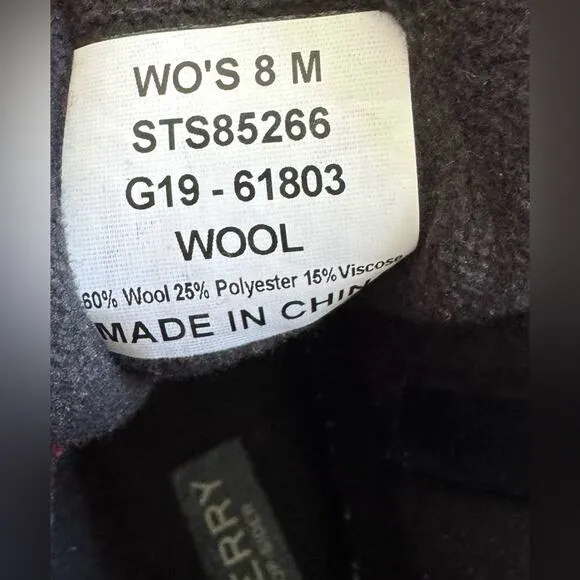 WO'S 8 M
STS85266
G19 - 61803
WOOL
60% Wool 25% Polyester 15% Viscose
MADE IN CHIN
ERRY